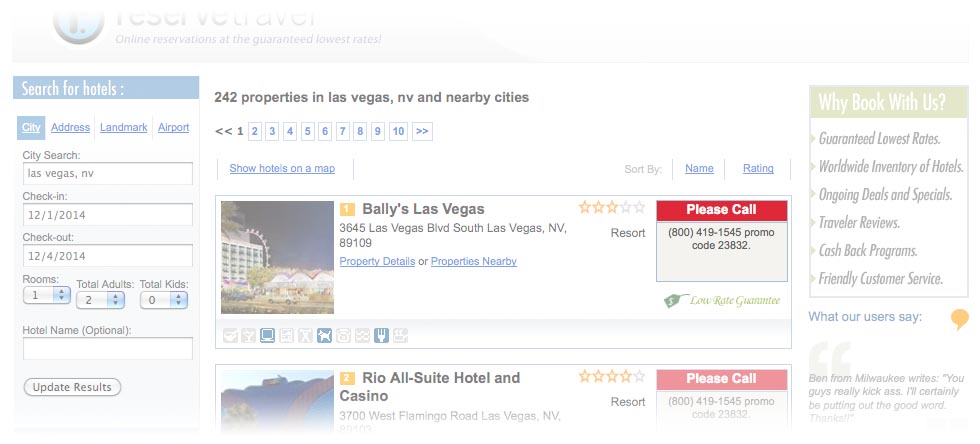 reservetravel
Online reservations at the guaranteed lowest rates!
Search for hotels :
City Address Landmark Airport
City Search:
las vegas, nv
Check-in:
12/1/2014
Check-out:
12/4/2014
Rooms: Total Adults: Total Kids:
1 2 0
Hotel Name (Optional):
Update Results
242 properties in las vegas, nv and nearby cities
<< 1 2 3 4 5 6 7 8 9 10 >>
Show hotels on a map
Sort By: Name Rating
1 Bally's Las Vegas
3645 Las Vegas Blvd South Las Vegas, NV,
89109
Property Details or Properties Nearby
Resort
Please Call
(800) 419-1545 promo
code 23832.
Low Rate Guarantee
2 Rio All-Suite Hotel and
Casino
3700 West Flamingo Road Las Vegas, NV,
89103
Resort
Please Call
(800) 419-1545 promo
code 23832.
Why Book With Us?
Guaranteed Lowest Rates.
Worldwide Inventory of Hotels.
Ongoing Deals and Specials.
Traveler Reviews.
Cash Back Programs.
Friendly Customer Service.
What our users say:
Ben from Milwaukee writes: "You
guys really kick ass. I'll certainly
be putting out the good word.
Thanks!!"